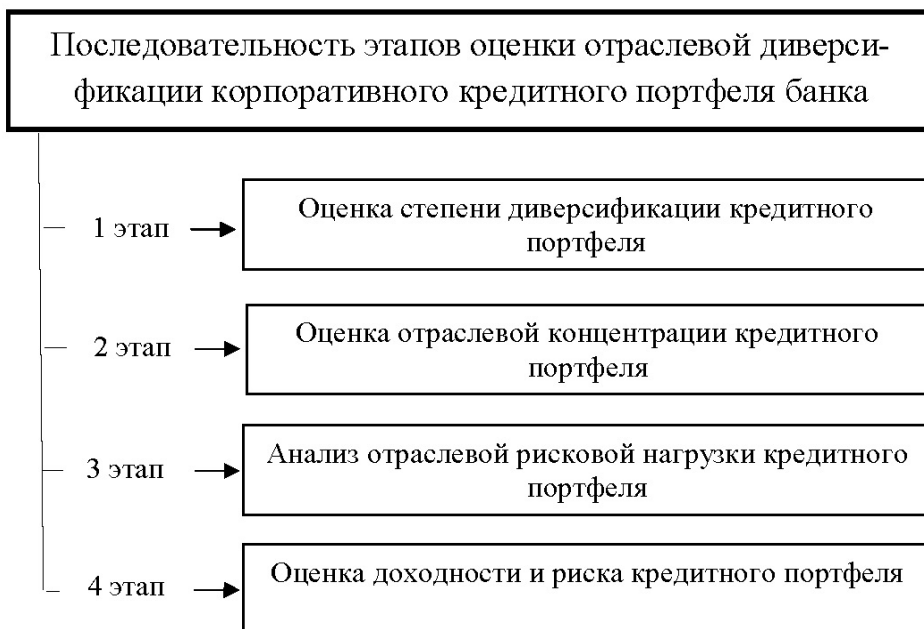 Последовательность этапов оценки отраслевой диверси-
фикации корпоративного кредитного портфеля банка
1 этап
Оценка степени диверсификации кредитного
портфеля
2 этап
Оценка отраслевой концентрации кредитного
портфеля
3 этап
Анализ отраслевой рисковой нагрузки кредитного
портфеля
4 этап
Оценка доходности и риска кредитного портфеля